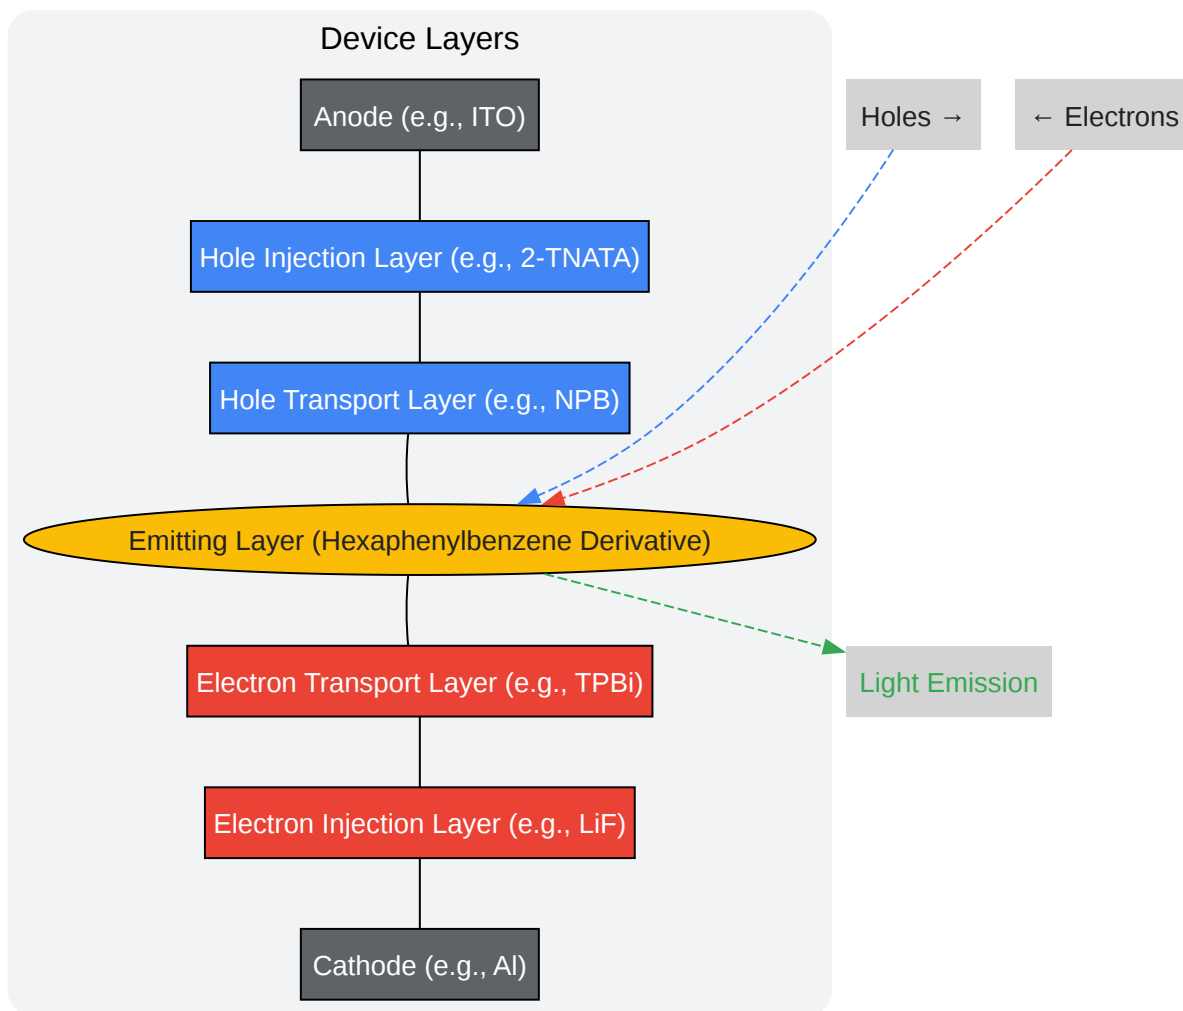 Device Layers
Anode (e.g., ITO)
Holes →
← Electrons
Hole Injection Layer (e.g., 2-TNATA)
Hole Transport Layer (e.g., NPB)
Emitting Layer (Hexaphenylbenzene Derivative)
Electron Transport Layer (e.g., TPBi)
Light Emission
Electron Injection Layer (e.g., LiF)
Cathode (e.g., Al)